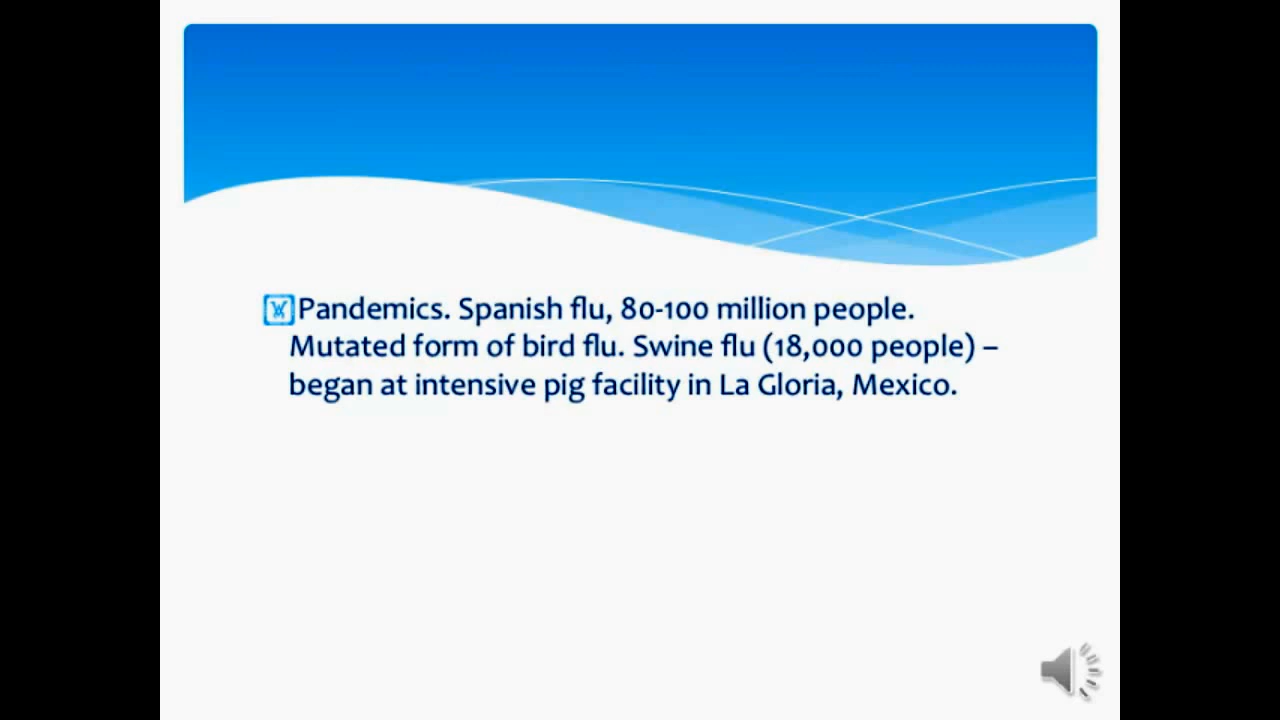 Pandemics. Spanish flu, 80-100 million people.
Mutated form of bird flu. Swine flu (18,000 people) –
began at intensive pig facility in La Gloria, Mexico.